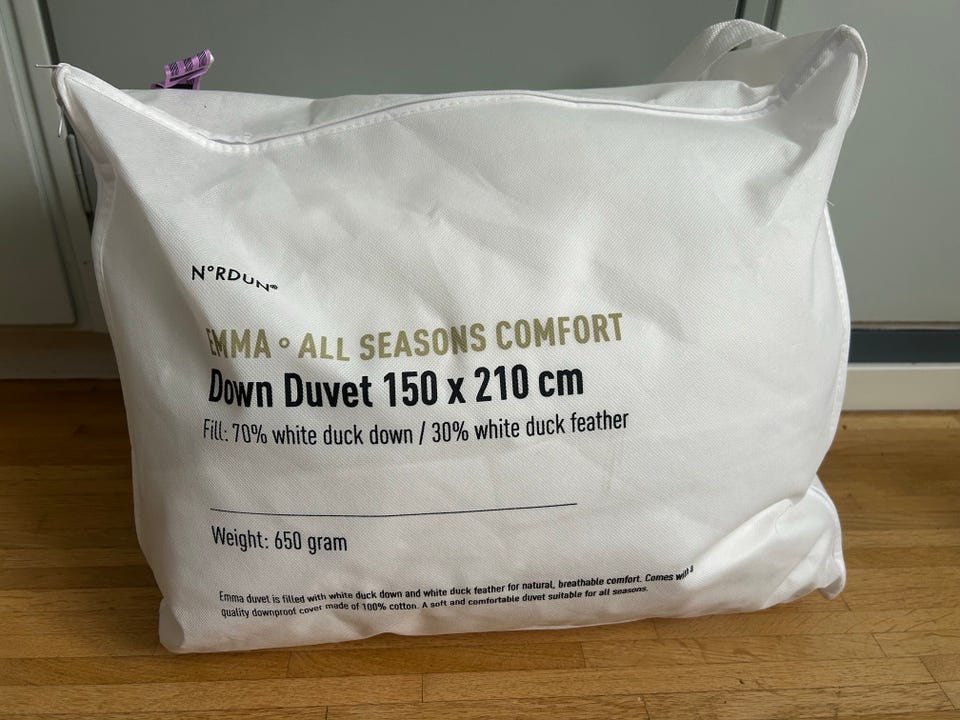 N°RDUN®
EMMA ° ALL SEASONS COMFORT
Down Duvet 150 x 210 cm
Fill: 70% white duck down / 30% white duck feather
Weight: 650 gram
Emma duvet is filled with white duck down and white duck feather for natural, breathable comfort. Comes with a
quality downproof cover made of 100% cotton. A soft and comfortable duvet suitable for all seasons.